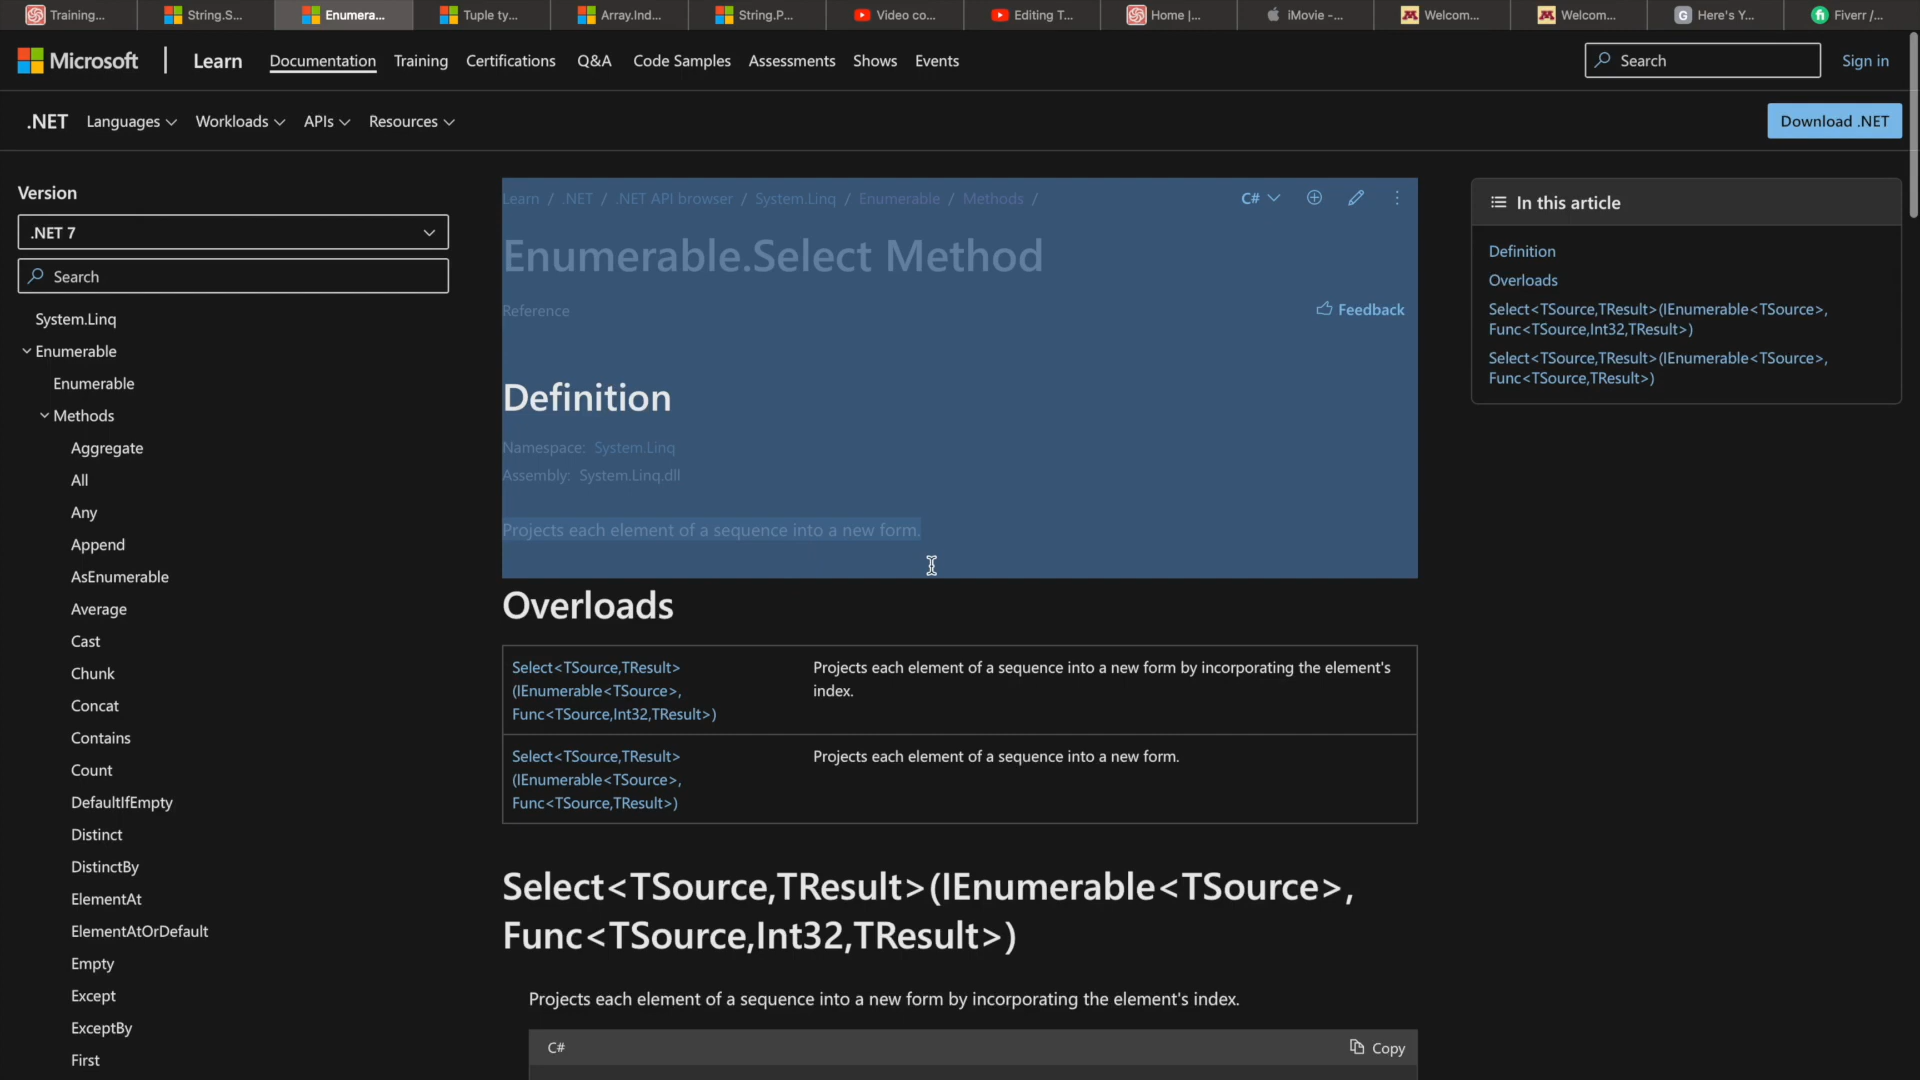 Training...
String.S...
Enumera...
Tuple ty...
Array.Ind...
String.P...
Video co...
Editing T...
Home |...
iMovie -...
Welcom...
Welcom...
Here's Y...
Fiverr /...
Microsoft
Learn
Documentation
Training
Certifications
Q&A
Code Samples
Assessments
Shows
Events
Search
Sign in
.NET
Languages
Workloads
APIs
Resources
Download .NET
Version
.NET 7
Search
System.Linq
Enumerable
Enumerable
Methods
Aggregate
All
Any
Append
AsEnumerable
Average
Cast
Chunk
Concat
Contains
Count
DefaultIfEmpty
Distinct
DistinctBy
ElementAt
ElementAtOrDefault
Empty
Except
ExceptBy
First
Learn / .NET / .NET API browser / System.Linq / Enumerable / Methods /
C#
Enumerable.Select Method
Reference
Feedback
Definition
Namespace: System.Linq
Assembly: System.Linq.dll
Projects each element of a sequence into a new form.
Overloads
Select<TSource,TResult>
(IEnumerable<TSource>,
Func<TSource,Int32,TResult>)
Projects each element of a sequence into a new form by incorporating the element's
index.
Select<TSource,TResult>
(IEnumerable<TSource>,
Func<TSource,TResult>)
Projects each element of a sequence into a new form.
Select<TSource,TResult>(IEnumerable<TSource>,
Func<TSource,Int32,TResult>)
Projects each element of a sequence into a new form by incorporating the element's index.
C#
Copy
In this article
Definition
Overloads
Select<TSource,TResult>(IEnumerable<TSource>,
Func<TSource,Int32,TResult>)
Select<TSource,TResult>(IEnumerable<TSource>,
Func<TSource,TResult>)